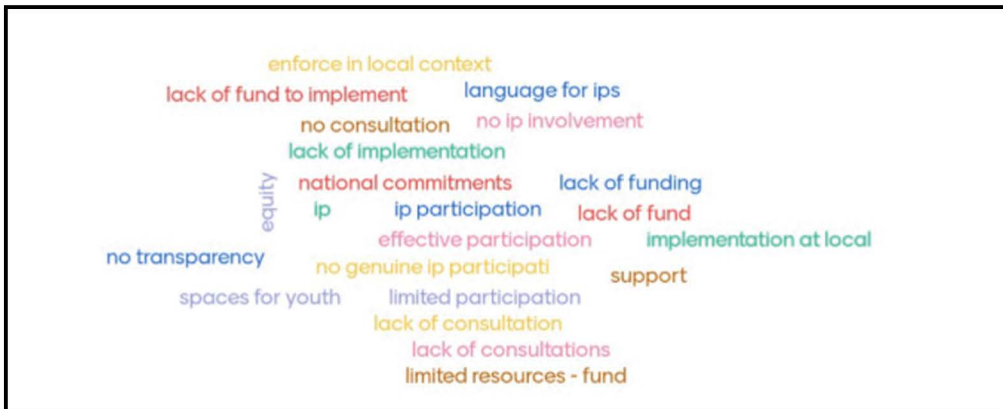 enforce in local context
lack of fund to implement
language for ips
no consultation
no ip involvement
lack of implementation
equity
national commitments
lack of funding
ip
ip participation
lack of fund
effective participation
implementation at local
no transparency
no genuine ip participati
support
spaces for youth
limited participation
lack of consultation
lack of consultations
limited resources - fund